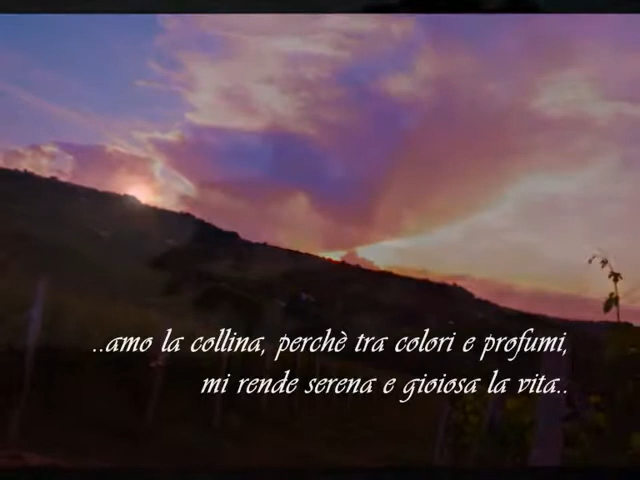 ..amo la collina, perchè tra colori e profumi,
mi rende serena e gioiosa la vita..